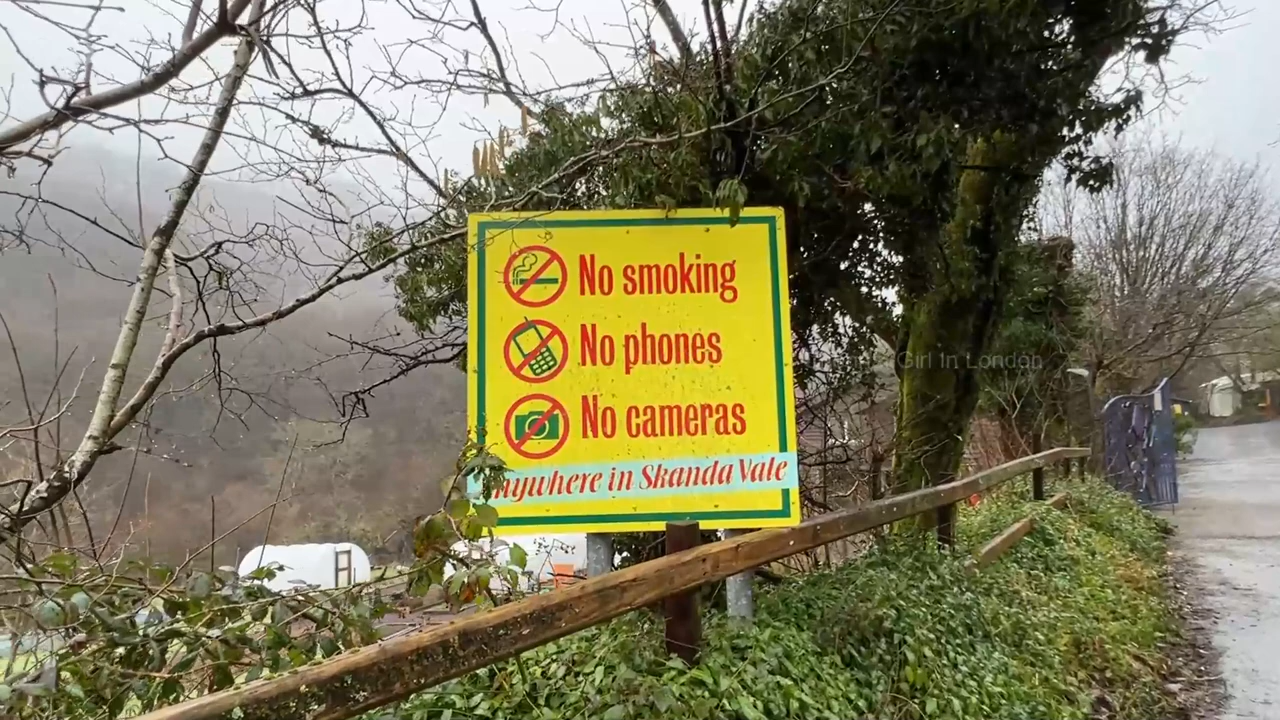 No smoking
No phones
No cameras
nywhere in Skanda Vale
Girl In London